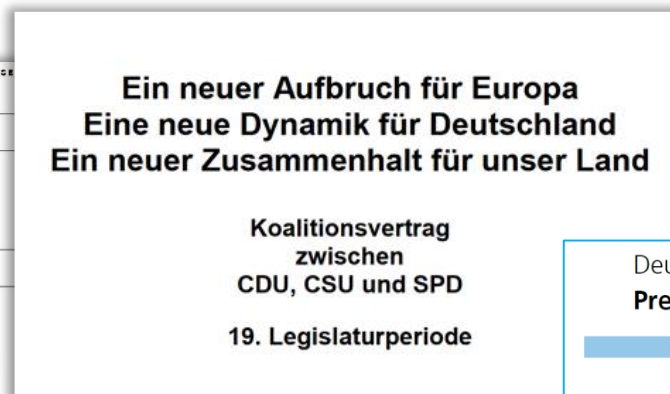 Ein neuer Aufbruch für Europa
Eine neue Dynamik für Deutschland
Ein neuer Zusammenhalt für unser Land
Koalitionsvertrag
zwischen
CDU, CSU und SPD
19. Legislaturperiode